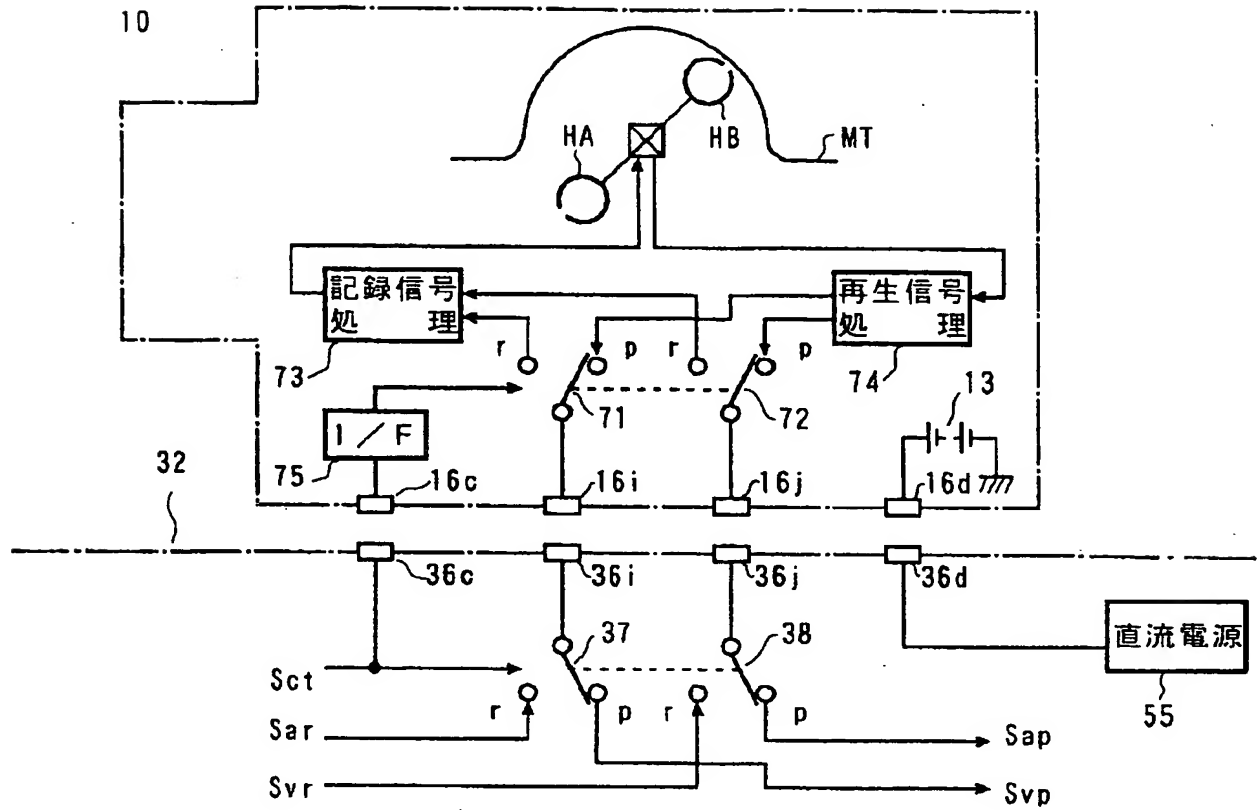 10
HA
HB
MT
記録信号
処 理
再生信号
処 理
73
r
p
r
p
74
71
72
13
I/F
75
32
16c
16i
16j
16d
36c
36i
36j
36d
37
38
直流電源
55
Sct
r
p
r
p
Sar
Sap
Svr
Svp